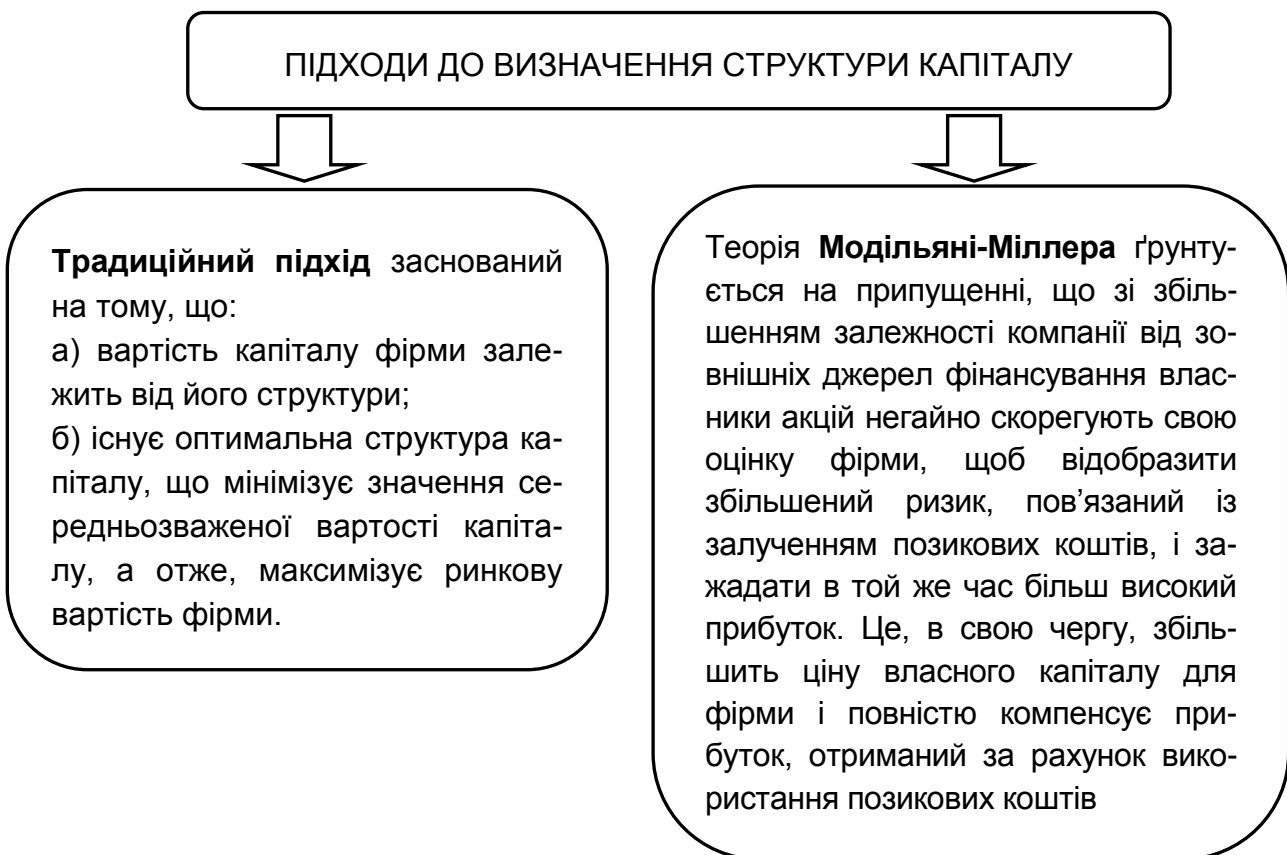 ПІДХОДИ ДО ВИЗНАЧЕННЯ СТРУКТУРИ КАПІТАЛУ
Традиційний підхід заснований
на тому, що:
а) вартість капіталу фірми зале-
жить від його структури;
б) існує оптимальна структура ка-
піталу, що мінімізує значення се-
редньозваженої вартості капіта-
лу, а отже, максимізує ринкову
вартість фірми.
Теорія Модільяні-Міллера ґрунту-
ється на припущенні, що зі збіль-
шенням залежності компанії від зо-
внішніх джерел фінансування влас-
ники акцій негайно скорегують свою
оцінку фірми, щоб відобразити
збільшений ризик, пов’язаний із
залученням позикових коштів, і за-
жадати в той же час більш високий
прибуток. Це, в свою чергу, збіль-
шить ціну власного капіталу для
фірми і повністю компенсує при-
буток, отриманий за рахунок вико-
ристання позикових коштів